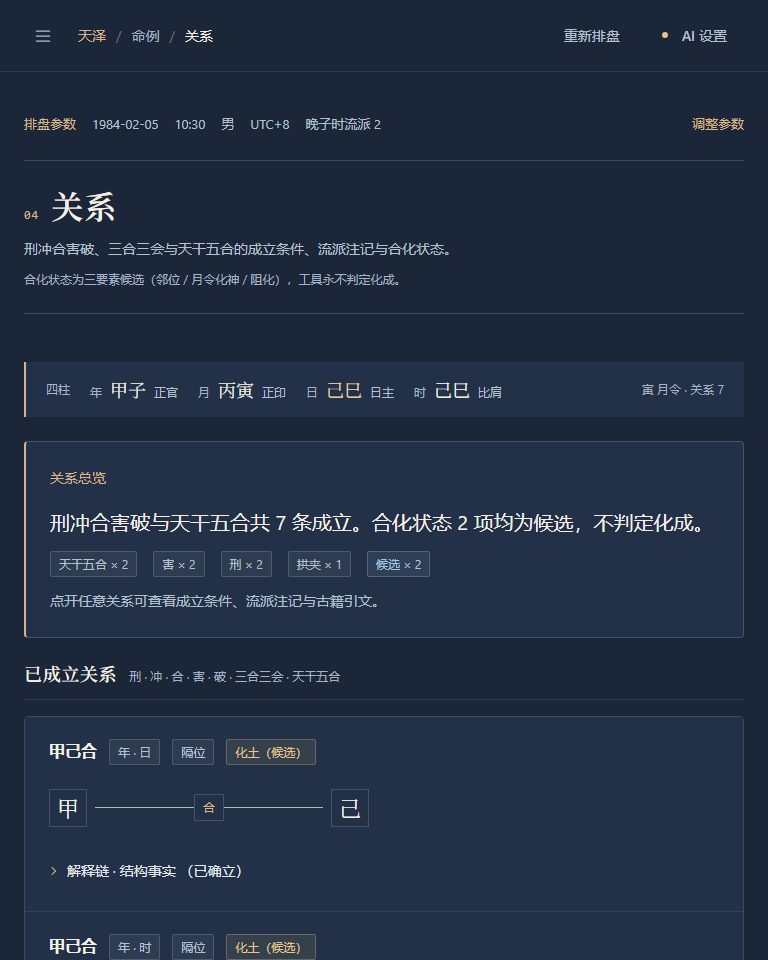 天泽 / 命例 / 关系 重新排盘 AI 设置
排盘参数 1984-02-05 10:30 男 UTC+8 晚子时流派 2 调整参数
04 关系
刑冲合害破、三合三会与天干五合的成立条件、流派注记与合化状态。
合化状态为三要素候选（邻位 / 月令化神 / 阻化），工具永不判定化成。
四柱 年 甲子 正官 月 丙寅 正印 日 己巳 日主 时 己巳 比肩 寅 月令 · 关系 7
关系总览
刑冲合害破与天干五合共 7 条成立。合化状态 2 项均为候选，不判定化成。
天干五合 × 2 害 × 2 刑 × 2 拱夹 × 1 候选 × 2
点开任意关系可查看成立条件、流派注记与古籍引文。
已成立关系 刑 · 冲 · 合 · 害 · 破 · 三合三会 · 天干五合
甲己合 年 · 日 隔位 化土（候选）
甲 合 己
解释链 · 结构事实 （已确立）
甲己合 年 · 时 隔位 化土（候选）